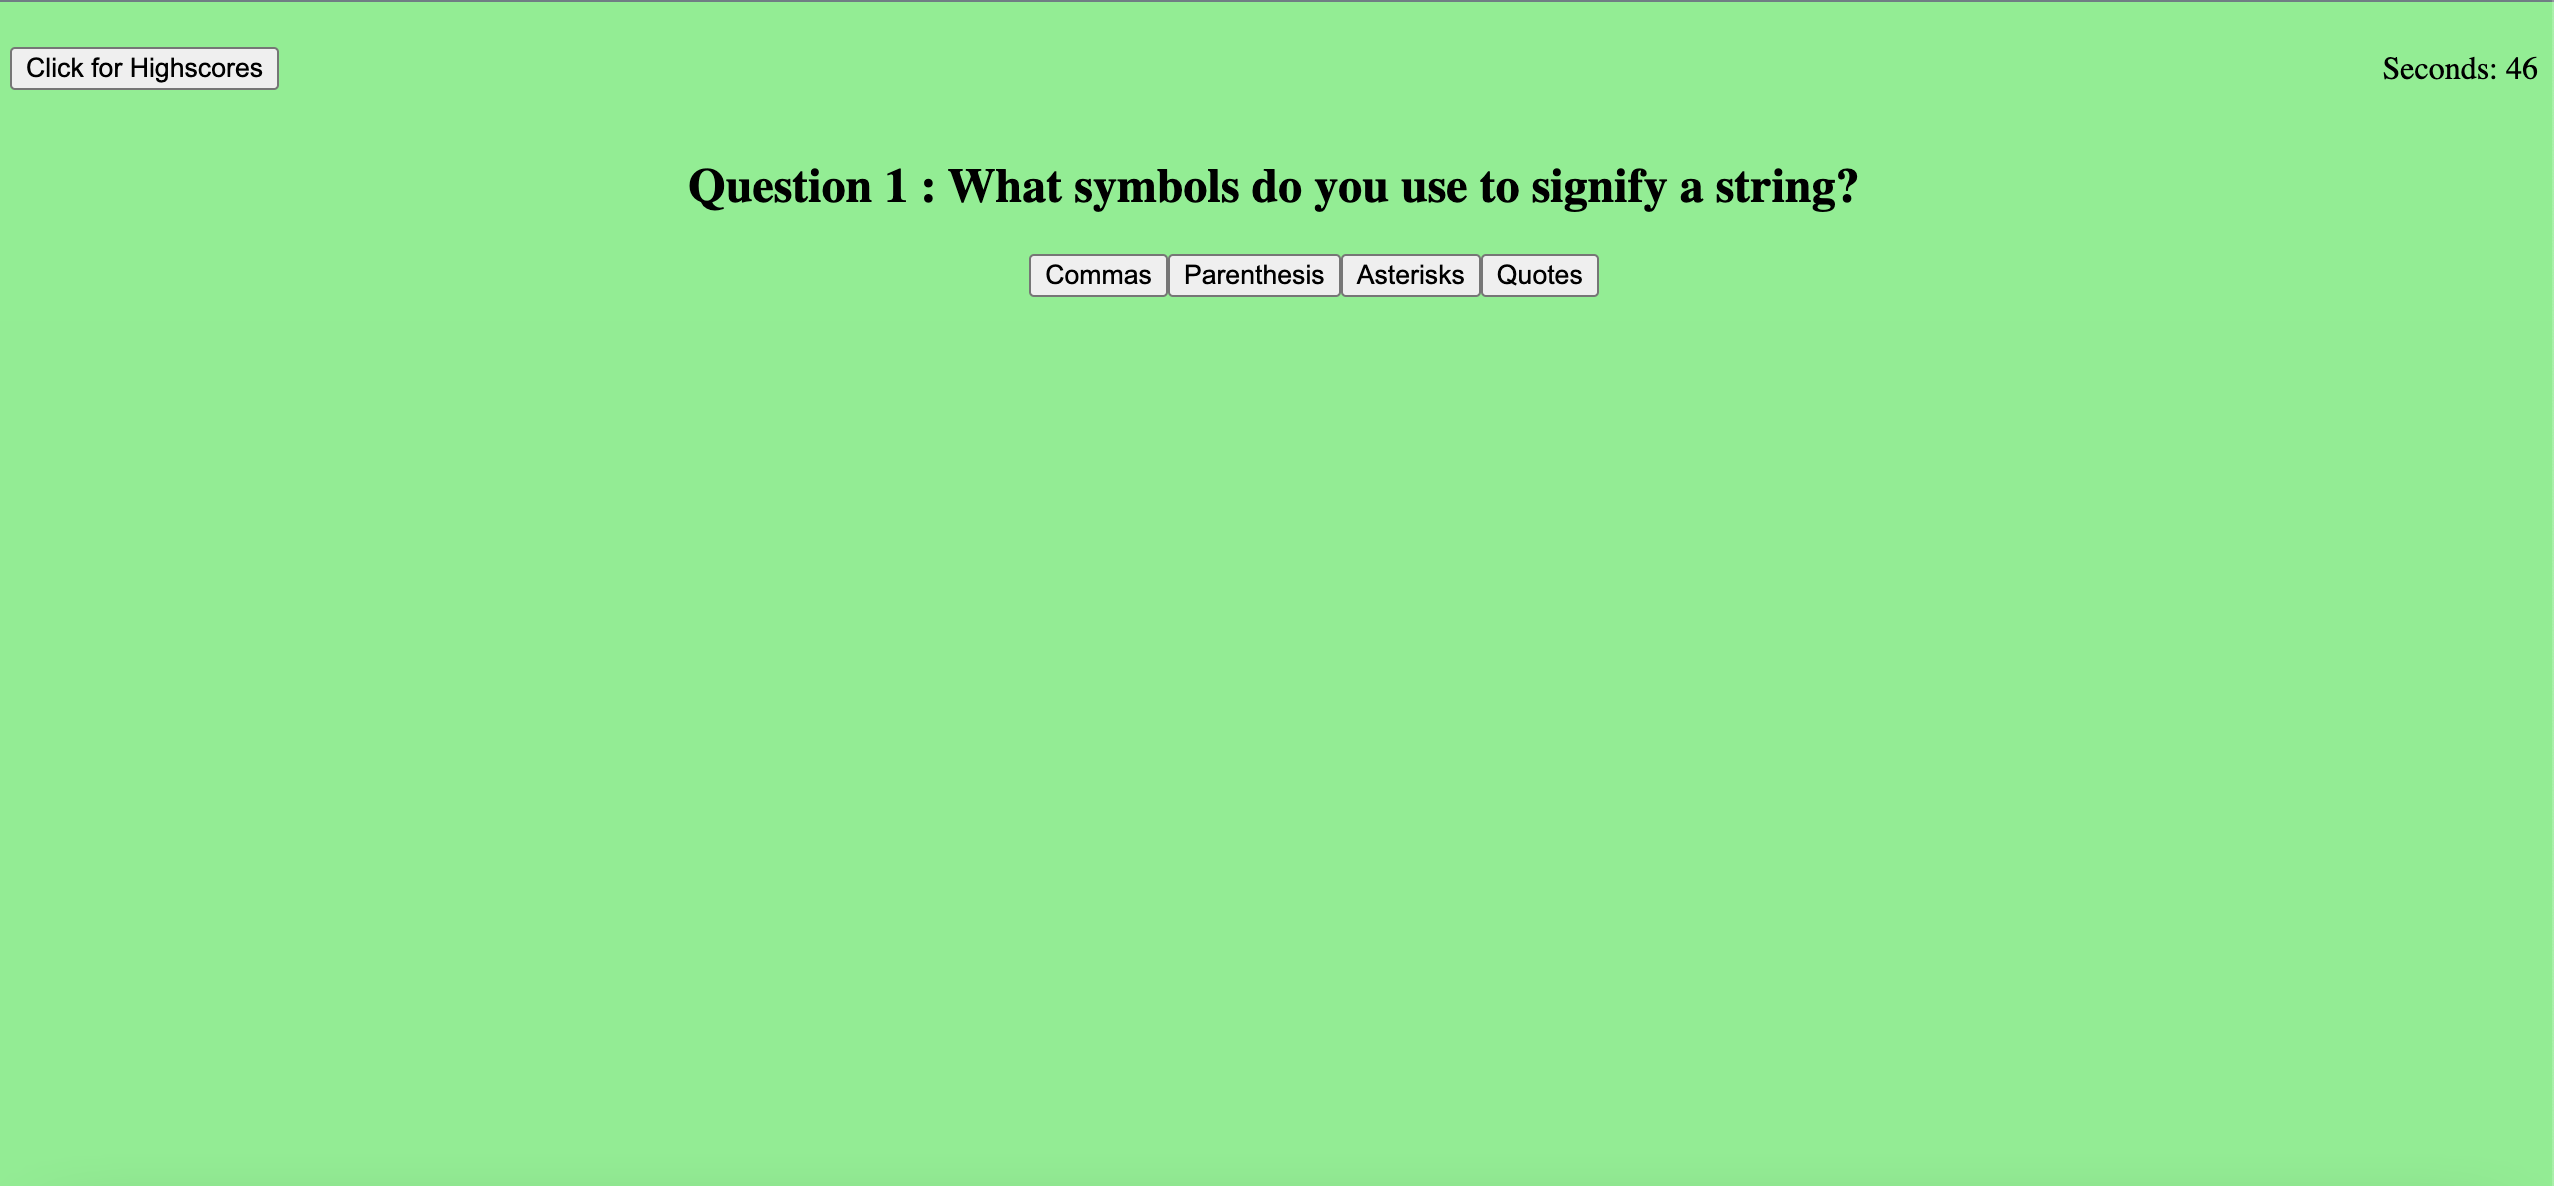 Click for Highscores
Seconds: 46
Question 1 : What symbols do you use to signify a string?
Commas Parenthesis Asterisks Quotes